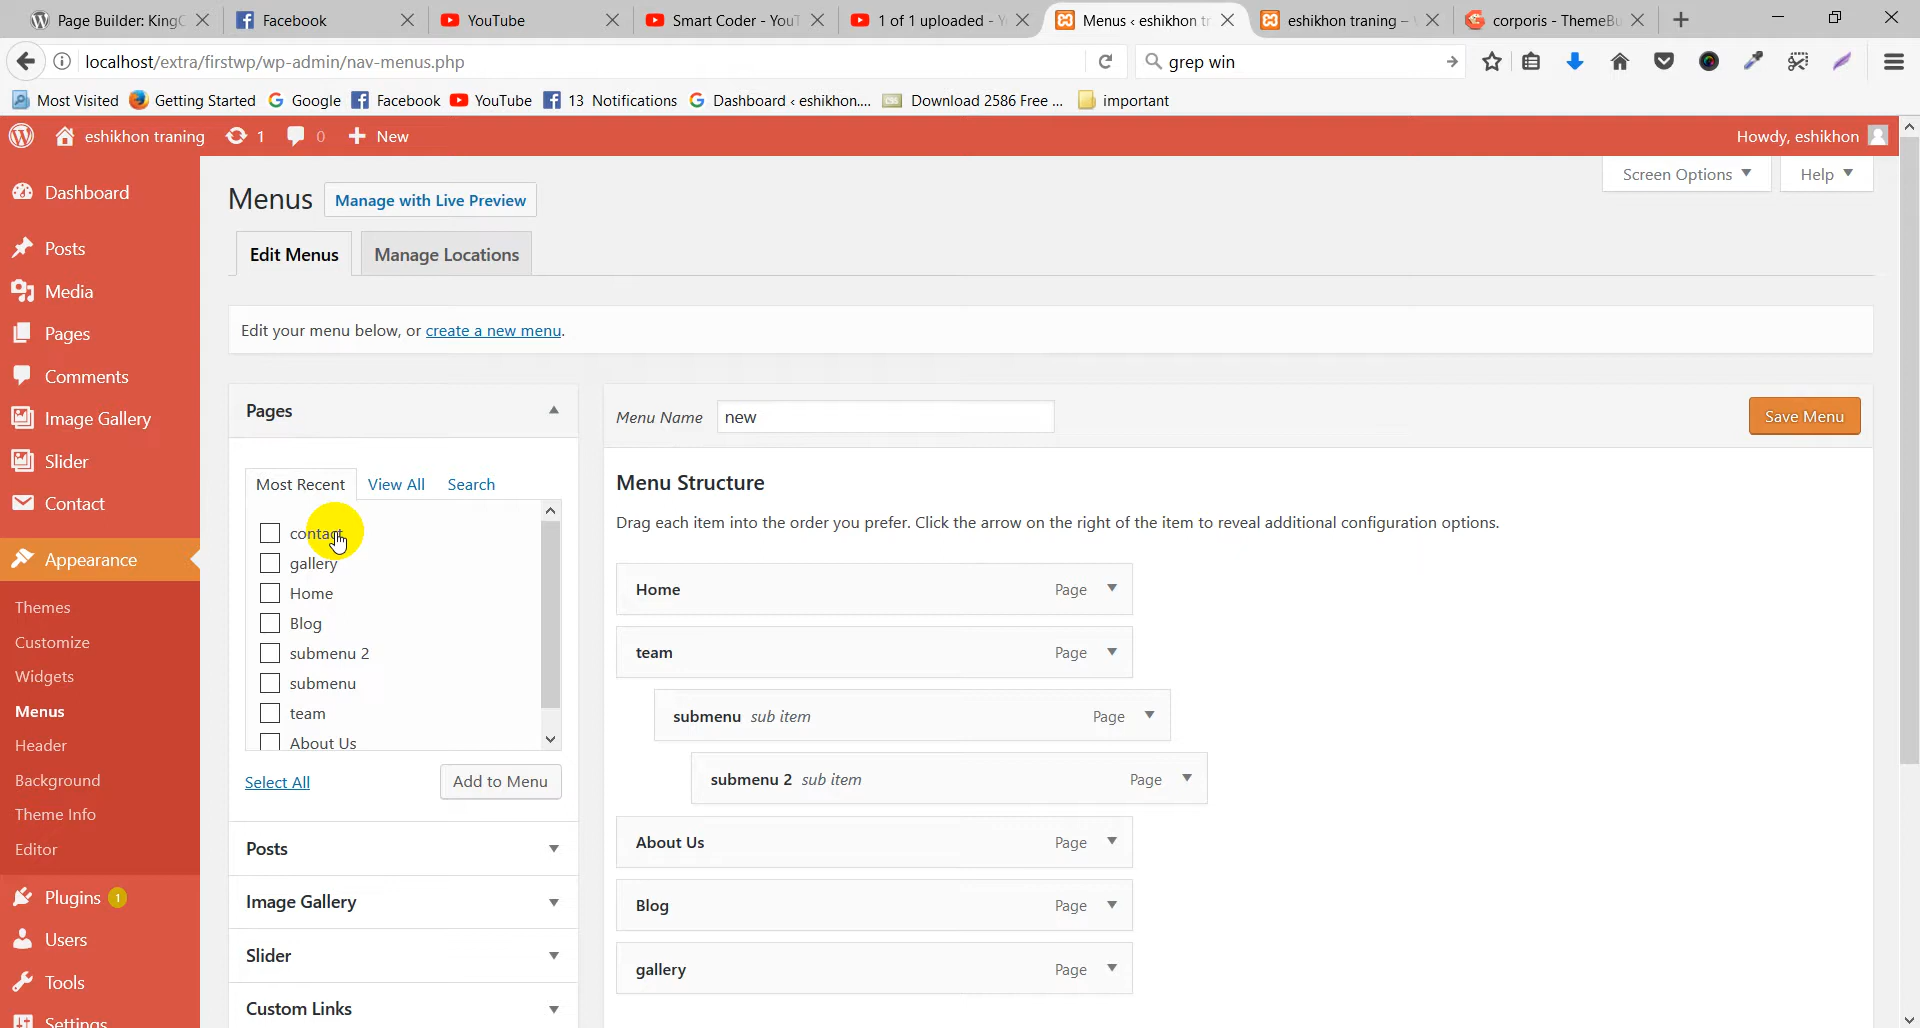 Page Builder: KingC
Facebook
YouTube
Smart Coder - YouT
1 of 1 uploaded - Y
Menus ‹ eshikhon tr
eshikhon traning –
corporis - ThemeBu
localhost/extra/firstwp/wp-admin/nav-menus.php
grep win
Most Visited
Getting Started
Google
Facebook
YouTube
13 Notifications
Dashboard ‹ eshikhon....
Download 2586 Free ...
important
eshikhon traning
1
0
New
Howdy, eshikhon
Dashboard
Posts
Media
Pages
Comments
Image Gallery
Slider
Contact
Appearance
Themes
Customize
Widgets
Menus
Header
Background
Theme Info
Editor
Plugins 1
Users
Tools
Settings
Screen Options
Help
Menus
Manage with Live Preview
Edit Menus
Manage Locations
Edit your menu below, or create a new menu.
Pages
Most Recent
View All
Search
contact
gallery
Home
Blog
submenu 2
submenu
team
About Us
Select All
Add to Menu
Posts
Image Gallery
Slider
Custom Links
Menu Name
new
Save Menu
Menu Structure
Drag each item into the order you prefer. Click the arrow on the right of the item to reveal additional configuration options.
Home Page
team Page
submenu sub item Page
submenu 2 sub item Page
About Us Page
Blog Page
gallery Page